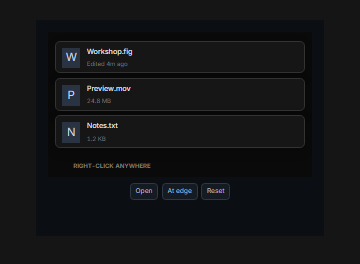 W
Workshop.fig
Edited 4m ago
P
Preview.mov
24.8 MB
N
Notes.txt
1.2 KB
RIGHT-CLICK ANYWHERE
Open At edge Reset